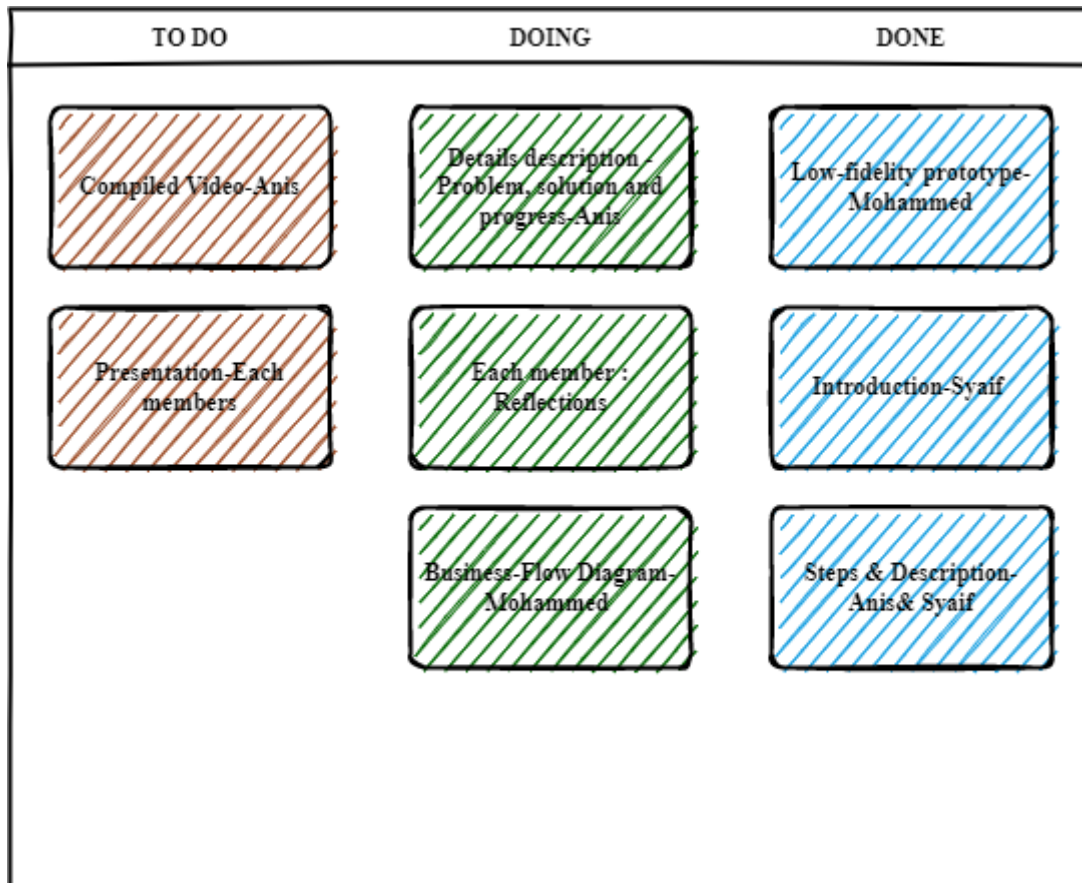 TO DO
DOING
DONE
Compiled Video-Anis
Details description -
Problem, solution and
progress-Anis
Low-fidelity prototype-
Mohammed
Presentation-Each
members
Each member :
Reflections
Introduction-Syaif
Business-Flow Diagram-
Mohammed
Steps & Description-
Anis& Syaif